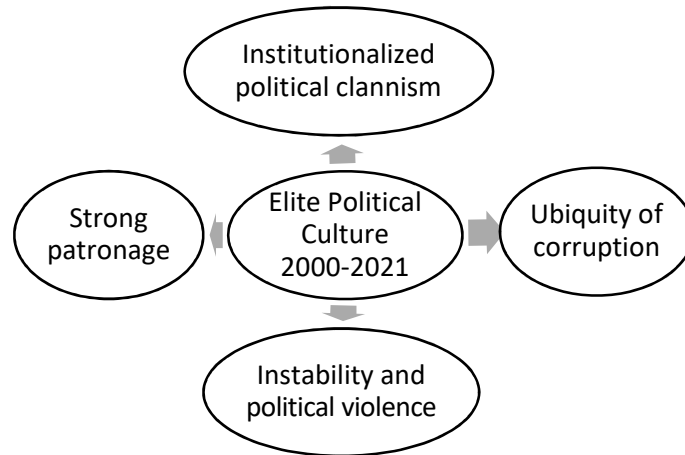 Institutionalized
political clannism
Strong
patronage
Elite Political
Culture
2000-2021
Ubiquity of
corruption
Instability and
political violence